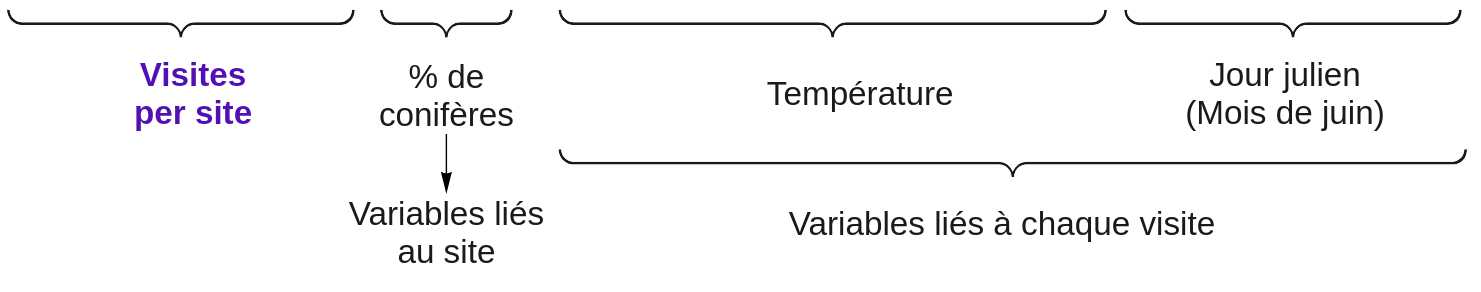 Visites
per site
% de
conifères
Température
Jour julien
(Mois de juin)
Variables liés
au site
Variables liés à chaque visite